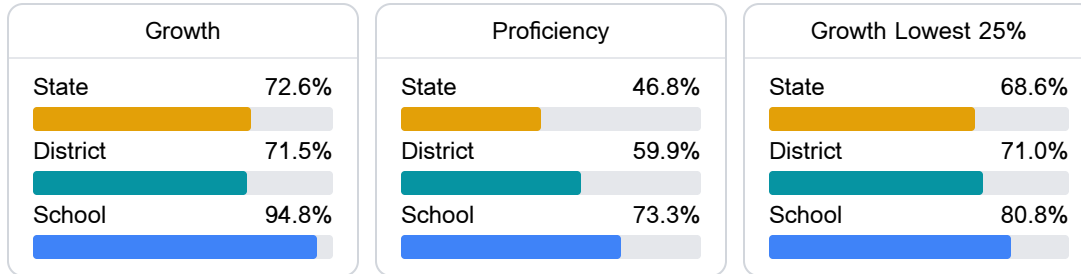 Growth
State 72.6%
District 71.5%
School 94.8%
Proficiency
State 46.8%
District 59.9%
School 73.3%
Growth Lowest 25%
State 68.6%
District 71.0%
School 80.8%